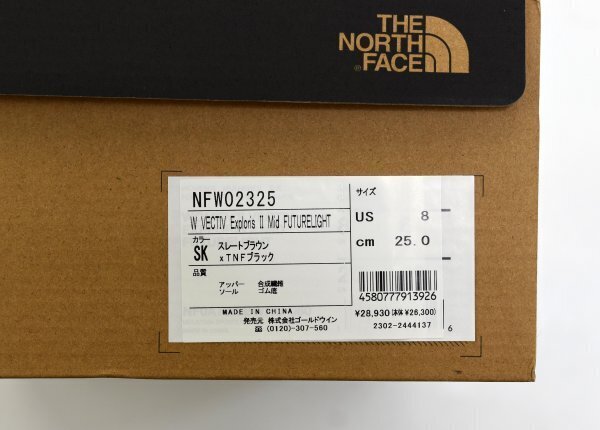 THE
NORTH
FACE®
NFW02325
W VECTIV Exploris II Mid FUTURELIGHT
カラー
SK スレートブラウン
xTNFブラック
品質
アッパー 合成繊維
ソール ゴム底
MADE IN CHINA
発売元 株式会社ゴールドウイン
☎ (0120)-307-560
サイズ
US 8
cm 25.0
4580777913926
¥28,930(本体 ¥26,300)
2302-2444137
6